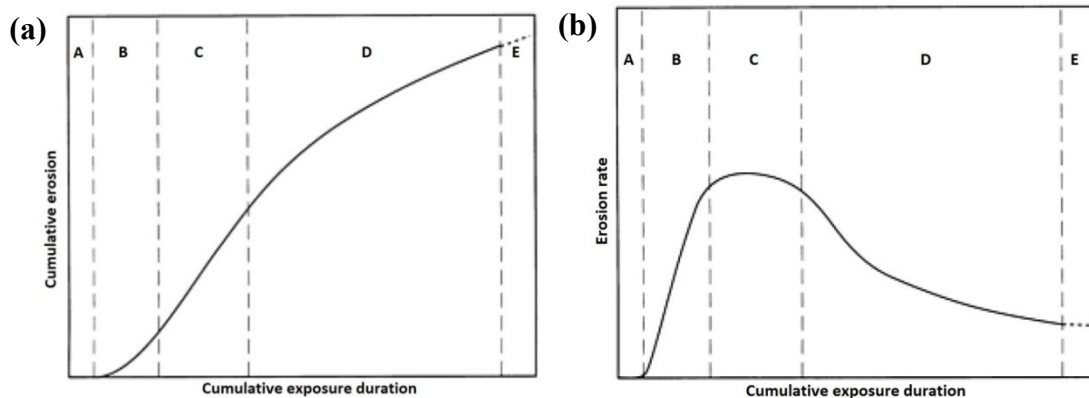 (a)
A B C D E
Cumulative erosion
Cumulative exposure duration
(b)
A B C D E
Erosion rate
Cumulative exposure duration